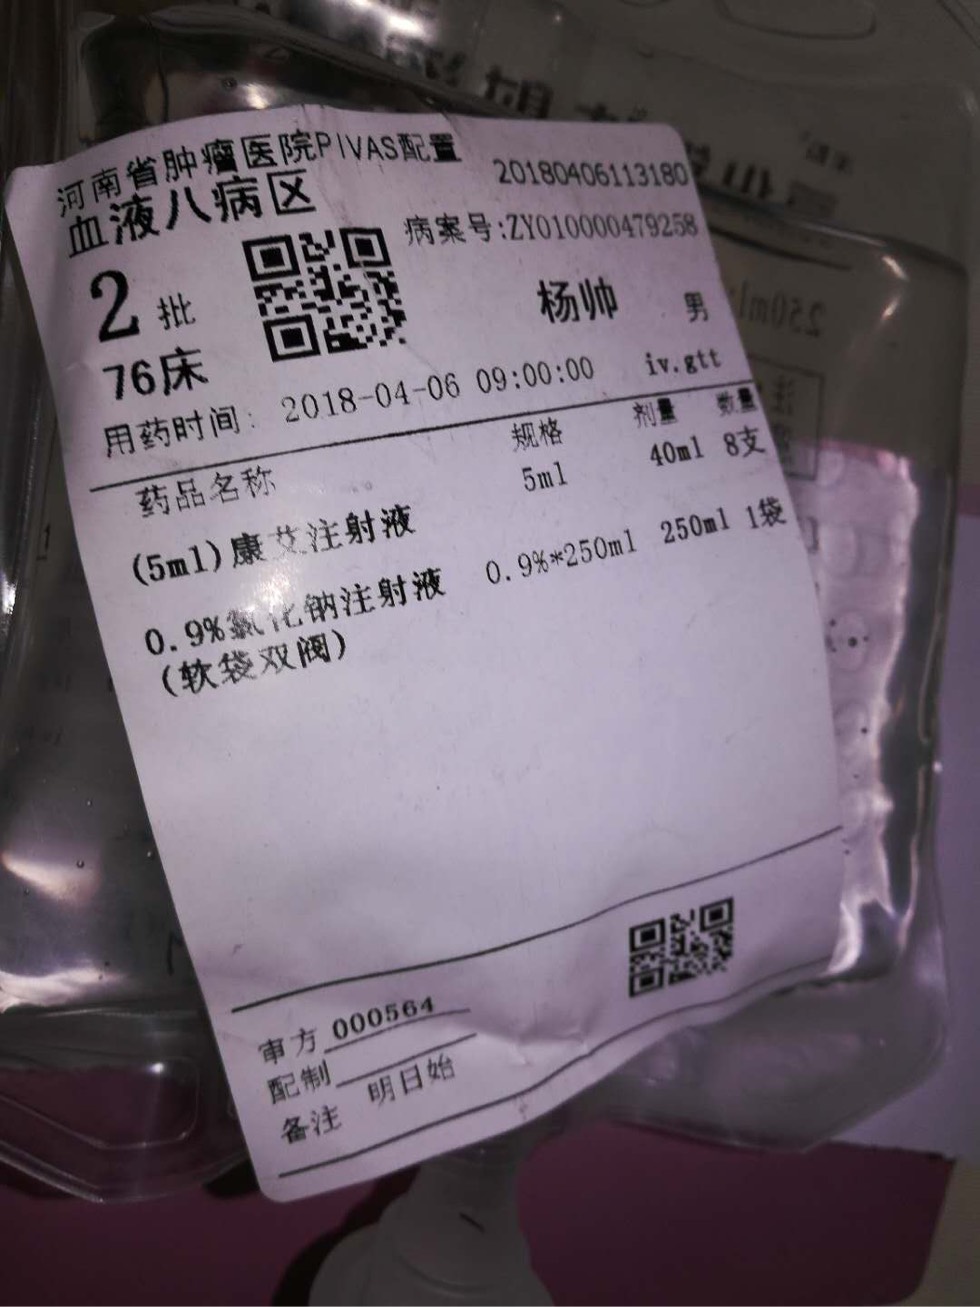 河南省肿瘤医院PIVAS配置
20180406113180
血液八病区
病案号:ZY010000479258
2批
杨帅 男
76床
用药时间: 2018-04-06 09:00:00 iv.gtt
药品名称 规格 剂量 数量
(5ml)康艾注射液 5ml 40ml 8支
0.9%氯化钠注射液 0.9%*250ml 250ml 1袋
(软袋双阀)
审方 000564
配制
备注 明日始
250ml
注